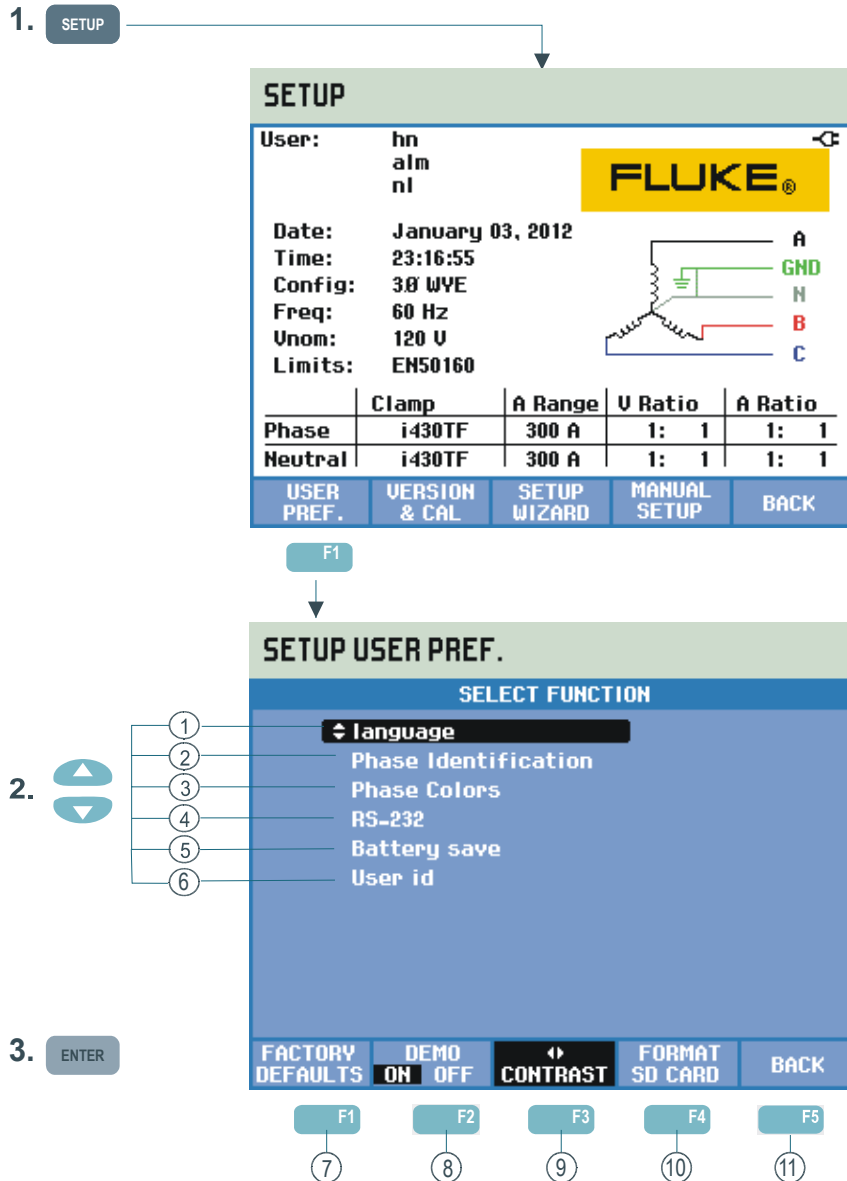 1. SETUP
SETUP
User: hn
alm
nl
FLUKE®
Date: January 03, 2012
Time: 23:16:55
Config: 3Ø WYE
Freq: 60 Hz
Vnom: 120 V
Limits: EN50160
A
GND
N
B
C
Clamp A Range V Ratio A Ratio
Phase i430TF 300 A 1: 1 1: 1
Neutral i430TF 300 A 1: 1 1: 1
USER PREF. VERSION & CAL SETUP WIZARD MANUAL SETUP BACK
F1
SETUP USER PREF.
SELECT FUNCTION
1 language
2 Phase Identification
2. 3 Phase Colors
4 RS-232
5 Battery save
6 User id
3. ENTER
FACTORY DEFAULTS DEMO ON OFF CONTRAST FORMAT SD CARD BACK
F1 F2 F3 F4 F5
7 8 9 10 11